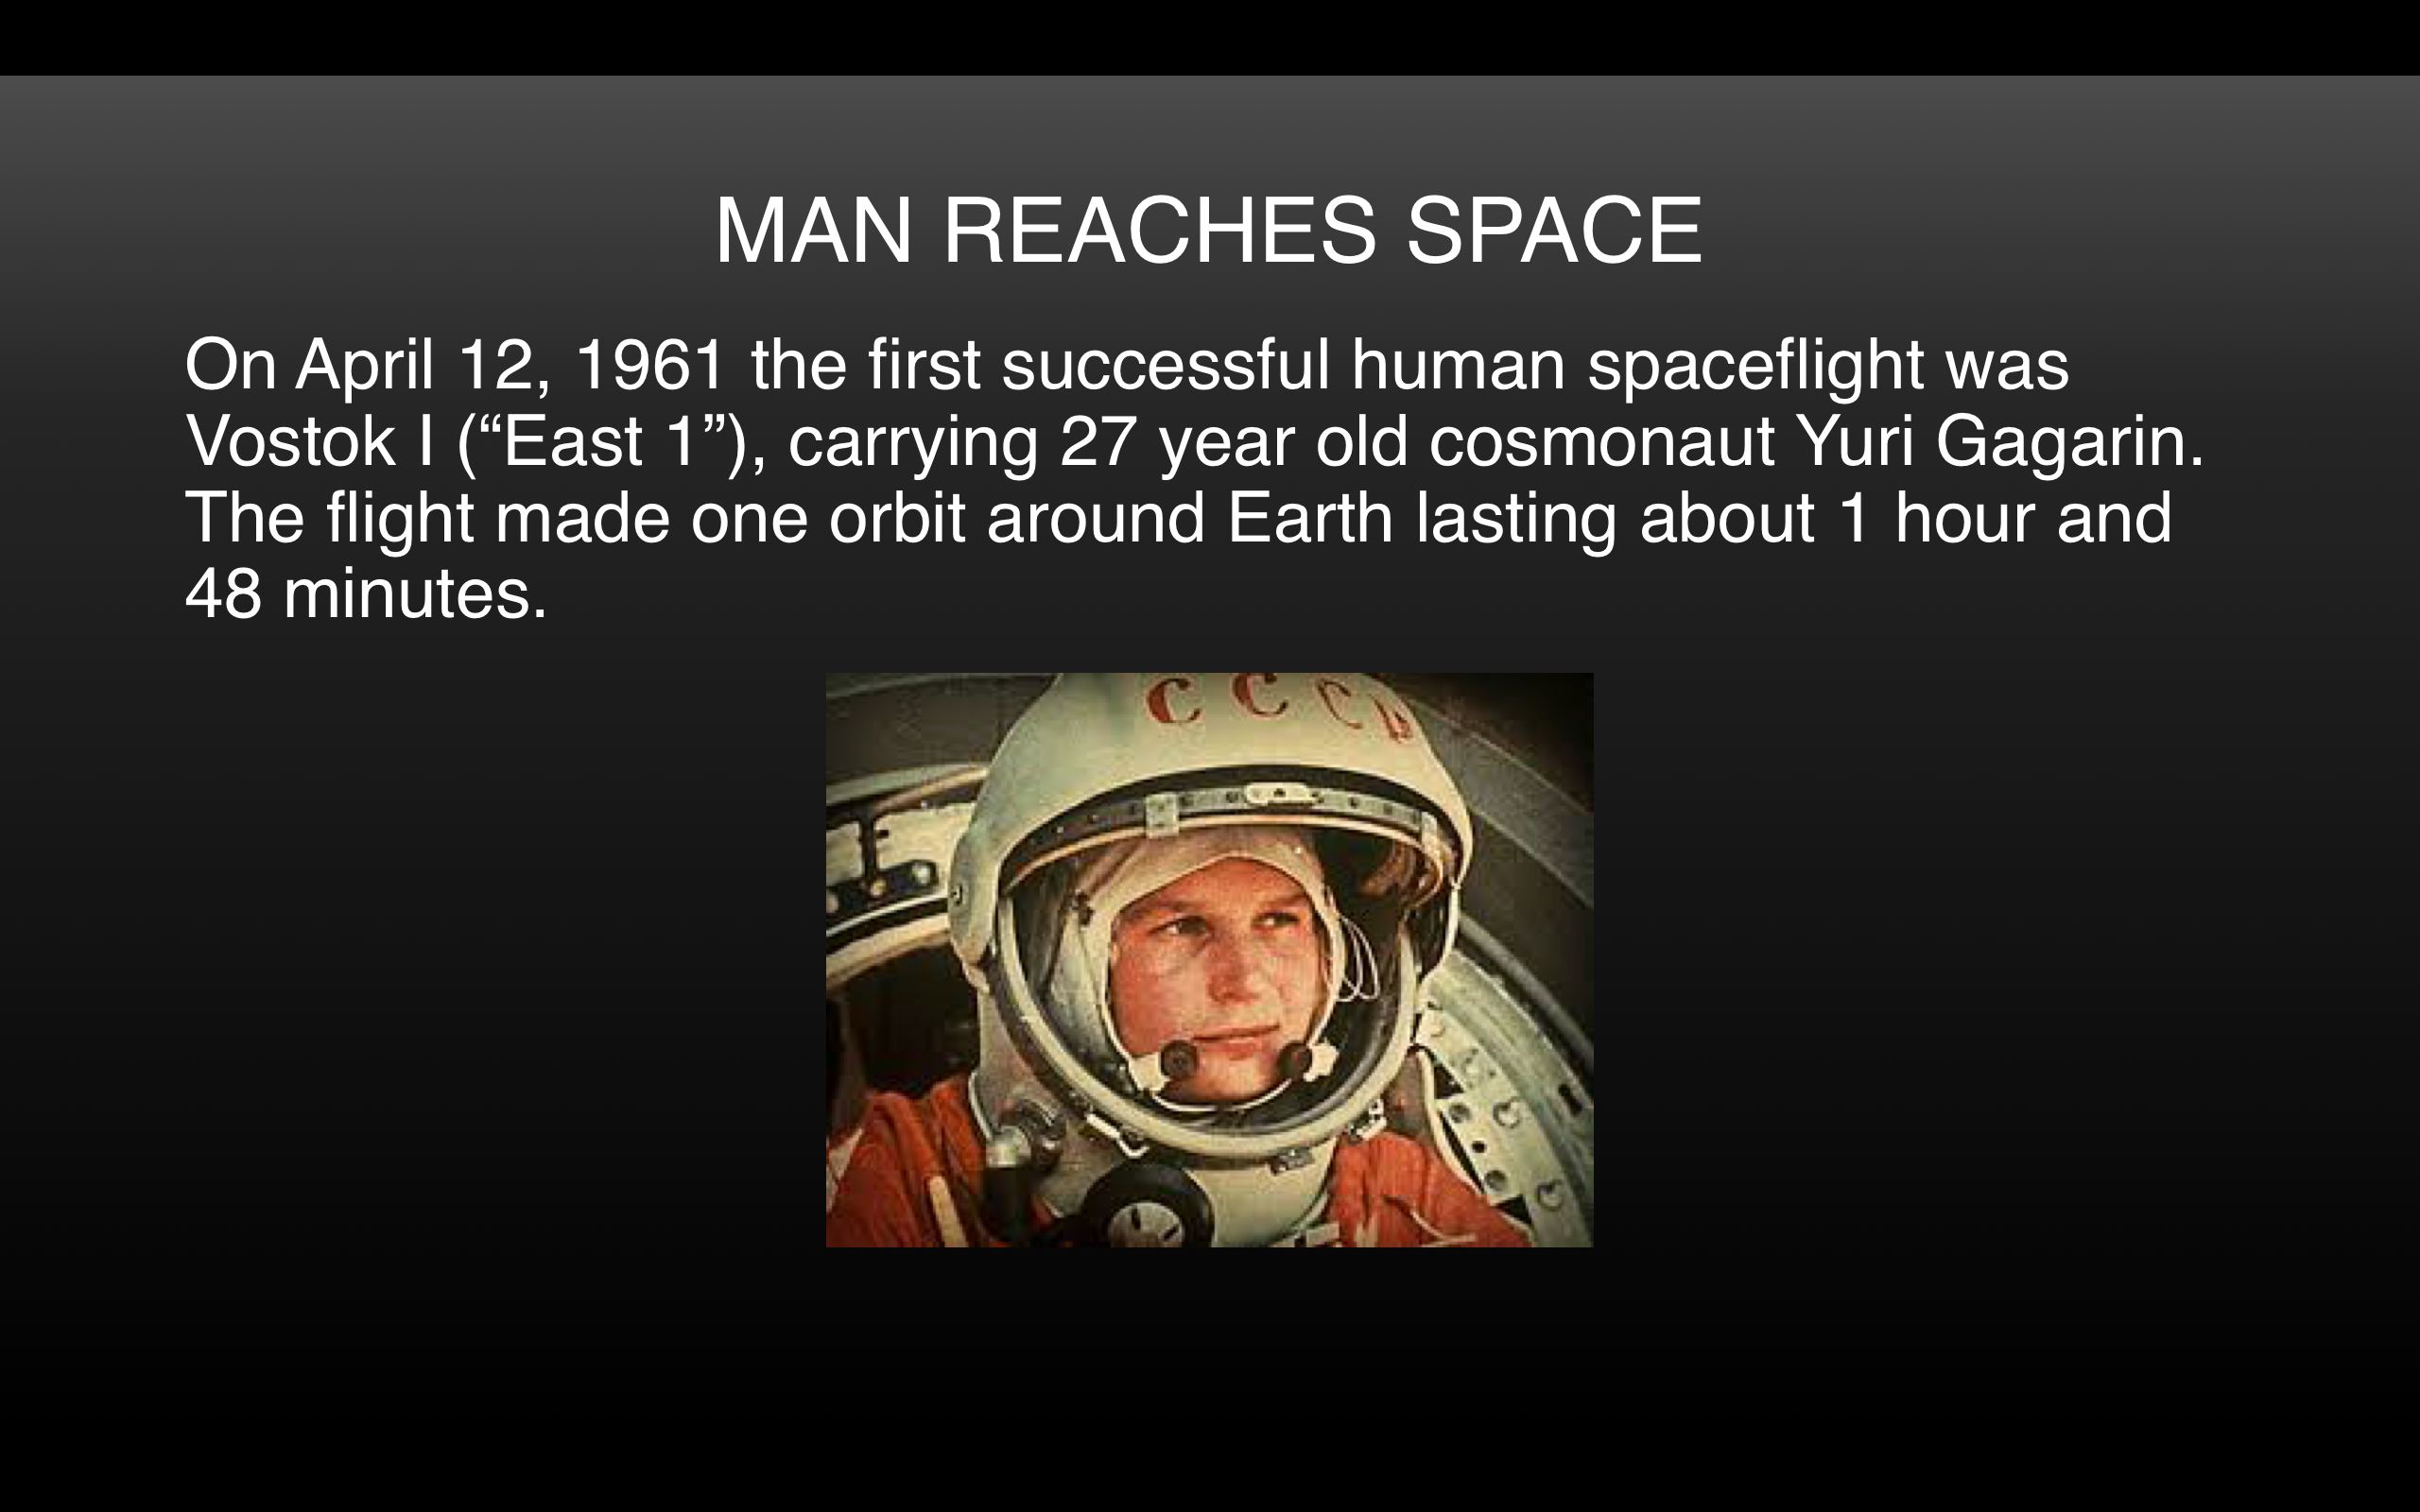 MAN REACHES SPACE
On April 12, 1961 the first successful human spaceflight was
Vostok I (“East 1”), carrying 27 year old cosmonaut Yuri Gagarin.
The flight made one orbit around Earth lasting about 1 hour and
48 minutes.
СССР